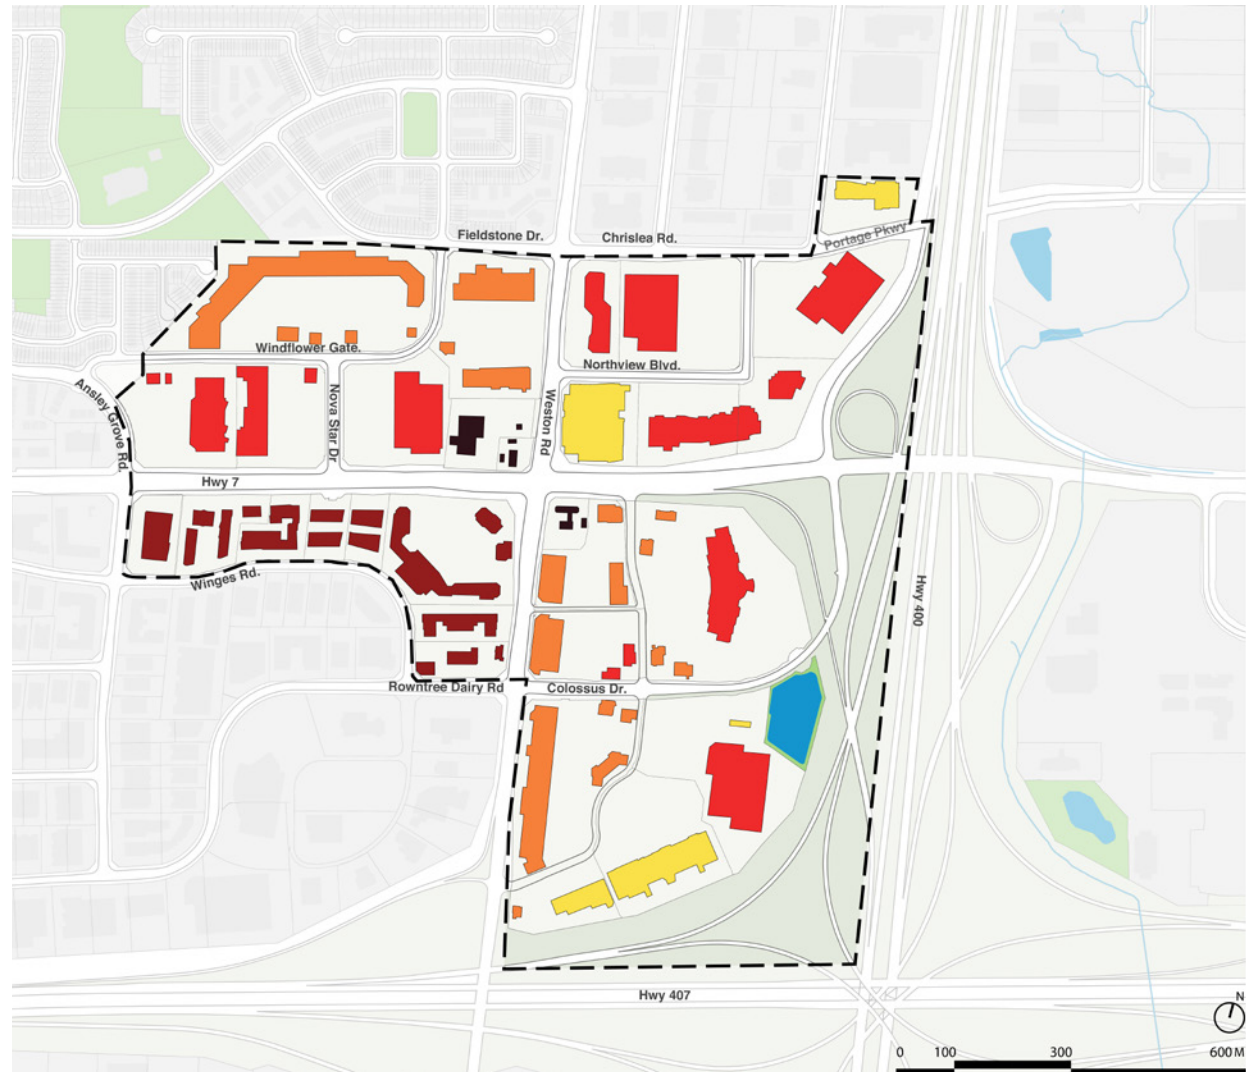 Fieldstone Dr.
Chrislea Rd.
Portage Pkwy
Windflower Gate.
Northview Blvd.
Ansley Grove Rd.
Nova Star Dr
Weston Rd
Hwy 7
Winges Rd.
Hwy 400
Rowntree Dairy Rd
Colossus Dr.
Hwy 407
N
0 100 300 600 M